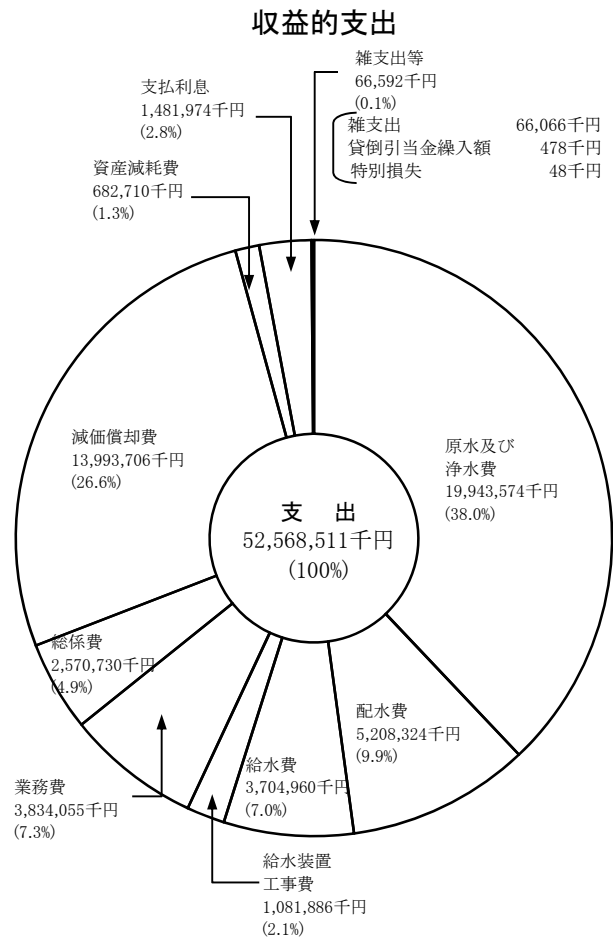 収益的支出
雑支出等
66,592千円
(0.1%)
雑支出 66,066千円
貸倒引当金繰入額 478千円
特別損失 48千円
支払利息
1,481,974千円
(2.8%)
資産減耗費
682,710千円
(1.3%)
減価償却費
13,993,706千円
(26.6%)
原水及び
浄水費
19,943,574千円
(38.0%)
支 出
52,568,511千円
(100%)
総係費
2,570,730千円
(4.9%)
配水費
5,208,324千円
(9.9%)
給水費
3,704,960千円
(7.0%)
業務費
3,834,055千円
(7.3%)
給水装置
工事費
1,081,886千円
(2.1%)